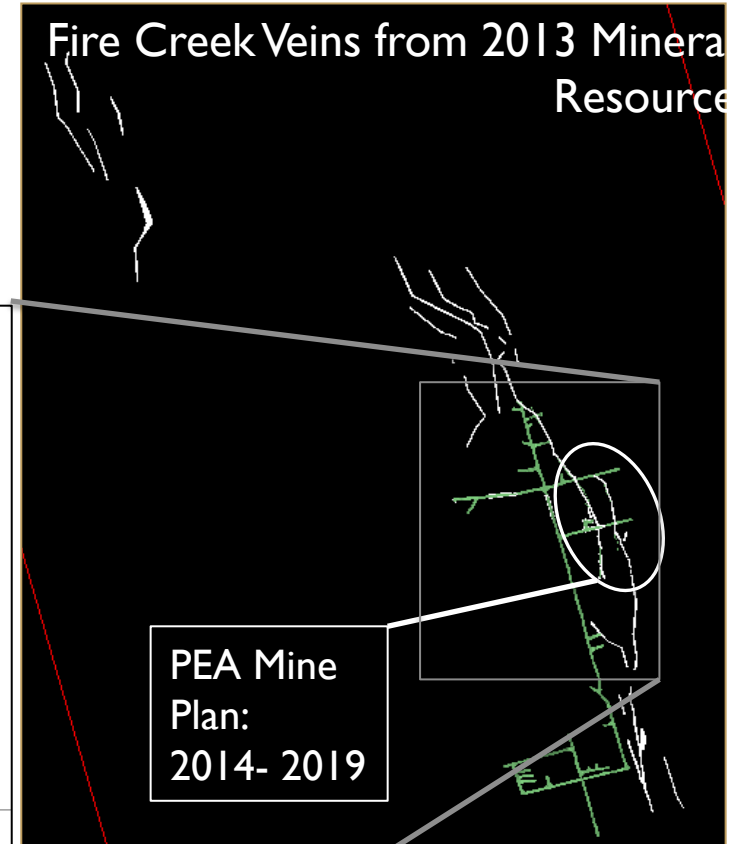 Fire Creek Veins from 2013 Minera
Resource
PEA Mine
Plan:
2014- 2019